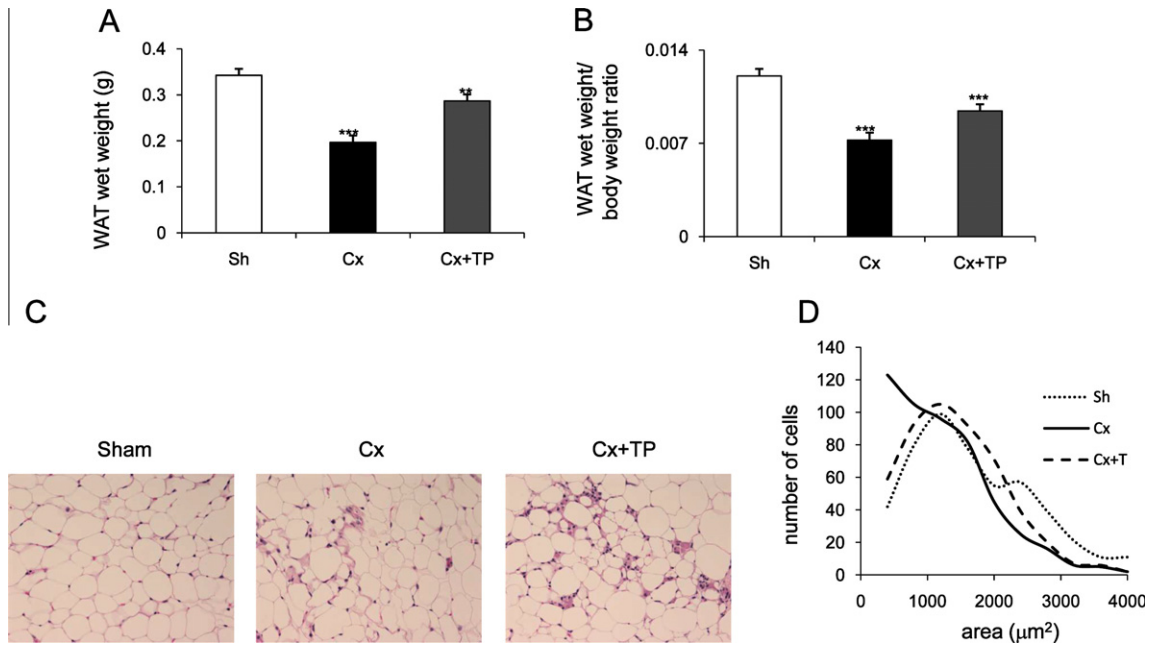 A
WAT wet weight (g)
0.4
0.3
0.2
0.1
0
***
**
Sh Cx Cx+TP
B
WAT wet weight/
body weight ratio
0.014
0.007
0
***
***
Sh Cx Cx+TP
C
Sham Cx Cx+TP
D
number of cells
140
120
100
80
60
40
20
0
Sh
Cx
Cx+T
0 1000 2000 3000 4000
area (μm²)